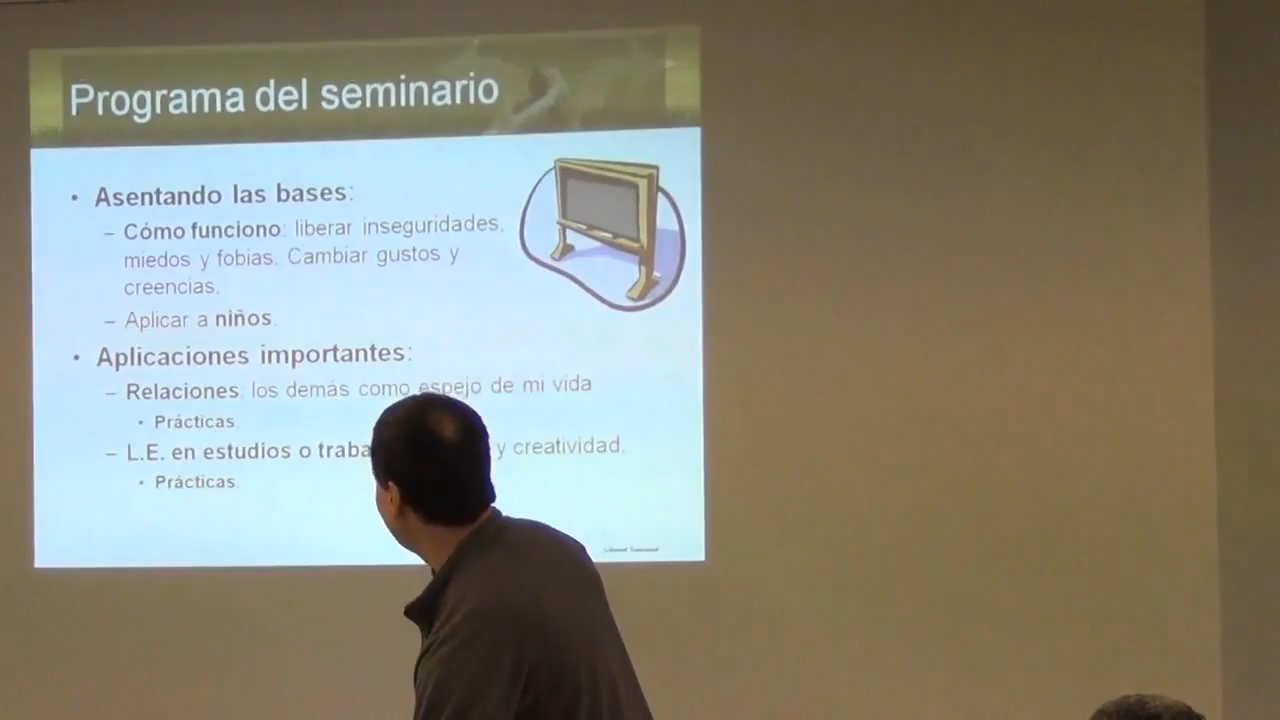 Programa del seminario
• Asentando las bases:
– Cómo funciono: liberar inseguridades,
miedos y fobias. Cambiar gustos y
creencias.
– Aplicar a niños.
• Aplicaciones importantes:
– Relaciones: los demás como espejo de mi vida
• Prácticas.
– L.E. en estudios o y creatividad.
• Prácticas.